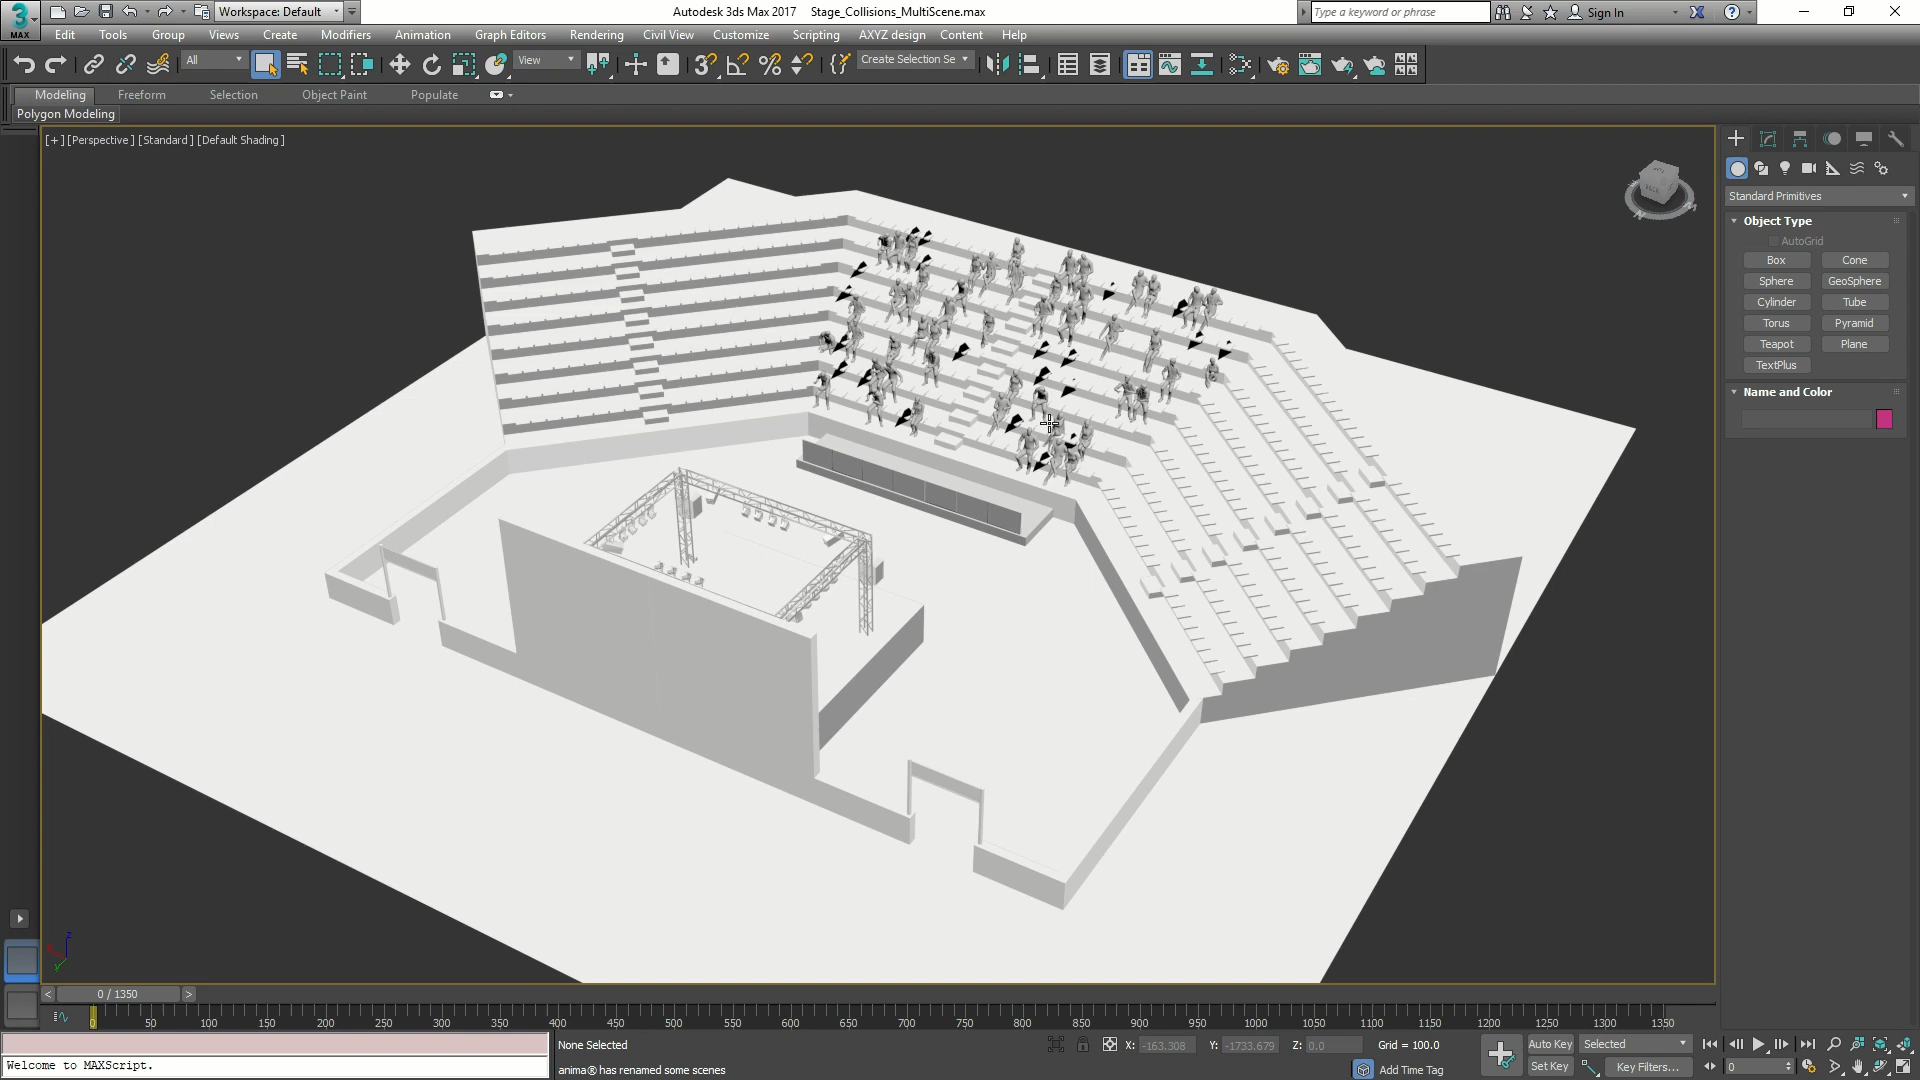 3
MAX
Workspace: Default
Autodesk 3ds Max 2017    Stage_Collisions_MultiScene.max
Type a keyword or phrase
Sign In
Edit Tools Group Views Create Modifiers Animation Graph Editors Rendering Civil View Customize Scripting AXYZ design Content Help
All
View
3
Create Selection Se
Modeling Freeform Selection Object Paint Populate
Polygon Modeling
[+] [Perspective] [Standard] [Default Shading]
Standard Primitives
Object Type
AutoGrid
Box Cone
Sphere GeoSphere
Cylinder Tube
Torus Pyramid
Teapot Plane
TextPlus
Name and Color
z
y
< 0 / 1350 >
0 50 100 150 200 250 300 350 400 450 500 550 600 650 700 750 800 850 900 950 1000 1050 1100 1150 1200 1250 1300 1350
None Selected
X: -163.308 Y: -1733.679 Z: 0.0 Grid = 100.0
Auto Key Selected
Welcome to MAXScript.
anima® has renamed some scenes
Add Time Tag
Set Key Key Filters...
0